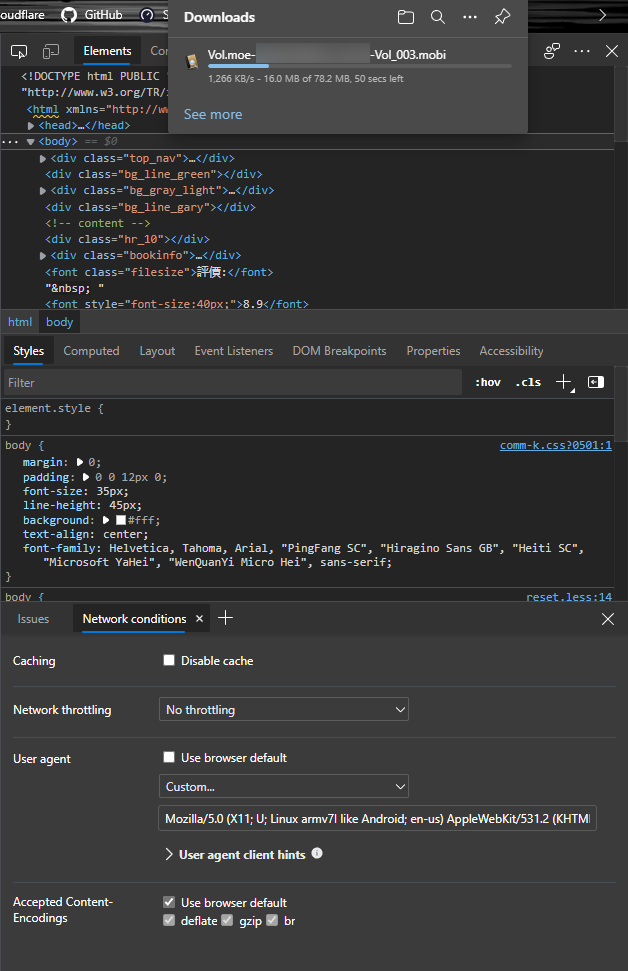 oudflare GitHub S
Downloads
Vol.moe- -Vol_003.mobi
1,266 KB/s - 16.0 MB of 78.2 MB, 50 secs left
See more
Elements Con
<!DOCTYPE html PUBLIC "
"http://www.w3.org/TR/
<html xmlns="http://ww
<head>…</head>
<body> == $0
<div class="top_nav">…</div>
<div class="bg_line_green"></div>
<div class="bg_gray_light">…</div>
<div class="bg_line_gary"></div>
<!-- content -->
<div class="hr_10"></div>
<div class="bookinfo">…</div>
<font class="filesize">評價:</font>
"&nbsp; "
<font style="font-size:40px;">8.9</font>
html body
Styles Computed Layout Event Listeners DOM Breakpoints Properties Accessibility
Filter :hov .cls
element.style {
}
body { comm-k.css?0501:1
margin: 0;
padding: 0 0 12px 0;
font-size: 35px;
line-height: 45px;
background: #fff;
text-align: center;
font-family: Helvetica, Tahoma, Arial, "PingFang SC", "Hiragino Sans GB", "Heiti SC",
"Microsoft YaHei", "WenQuanYi Micro Hei", sans-serif;
}
body { reset.less:14
Issues Network conditions
Caching Disable cache
Network throttling No throttling
User agent Use browser default
Custom...
Mozilla/5.0 (X11; U; Linux armv7l like Android; en-us) AppleWebKit/531.2 (KHTMl
User agent client hints
Accepted Content-Encodings Use browser default
deflate gzip br